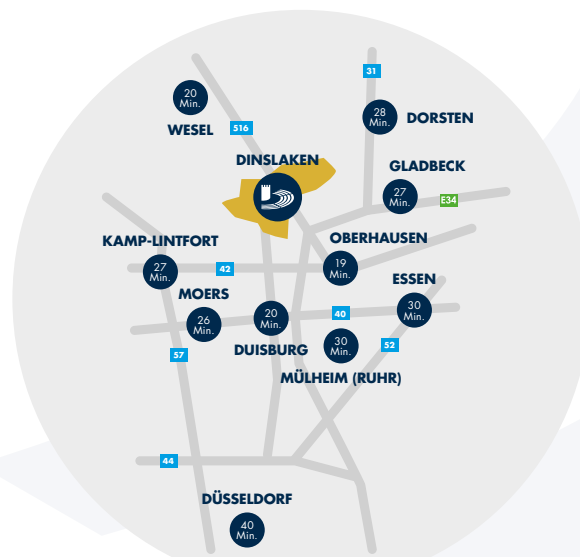 31
20
Min.
WESEL
516
28
Min.
DORSTEN
DINSLAKEN
GLADBECK
27
Min.
E34
KAMP-LINTFORT
27
Min.
42
OBERHAUSEN
19
Min.
MOERS
26
Min.
20
Min.
DUISBURG
40
ESSEN
30
Min.
30
Min.
MÜLHEIM (RUHR)
52
57
44
DÜSSELDORF
40
Min.